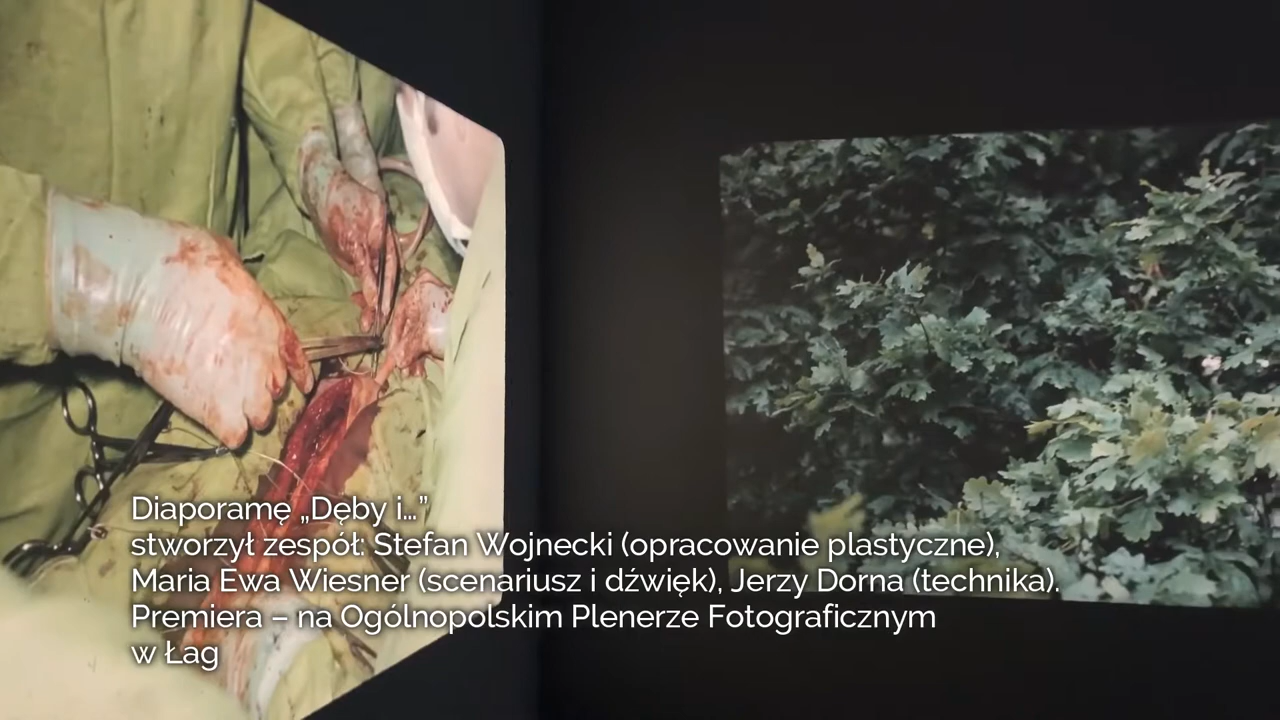 Diaporamę „Dęby i...”
stworzył zespół: Stefan Wojnecki (opracowanie plastyczne),
Maria Ewa Wiesner (scenariusz i dźwięk), Jerzy Dorna (technika).
Premiera – na Ogólnopolskim Plenerze Fotograficznym
w Łag